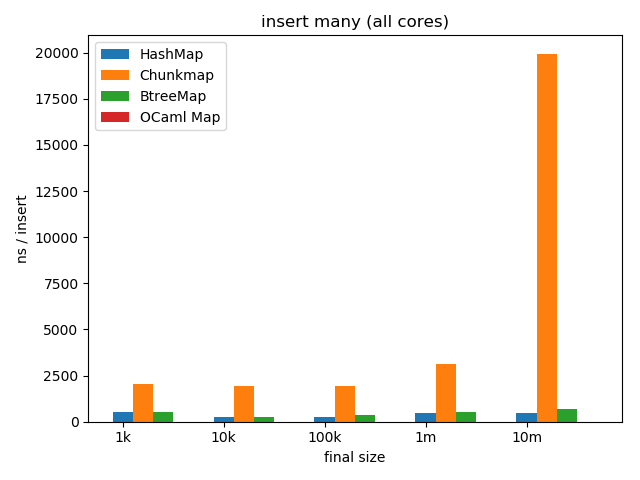 insert many (all cores)
HashMap
Chunkmap
BtreeMap
OCaml Map
ns / insert
20000
17500
15000
12500
10000
7500
5000
2500
0
1k 10k 100k 1m 10m
final size